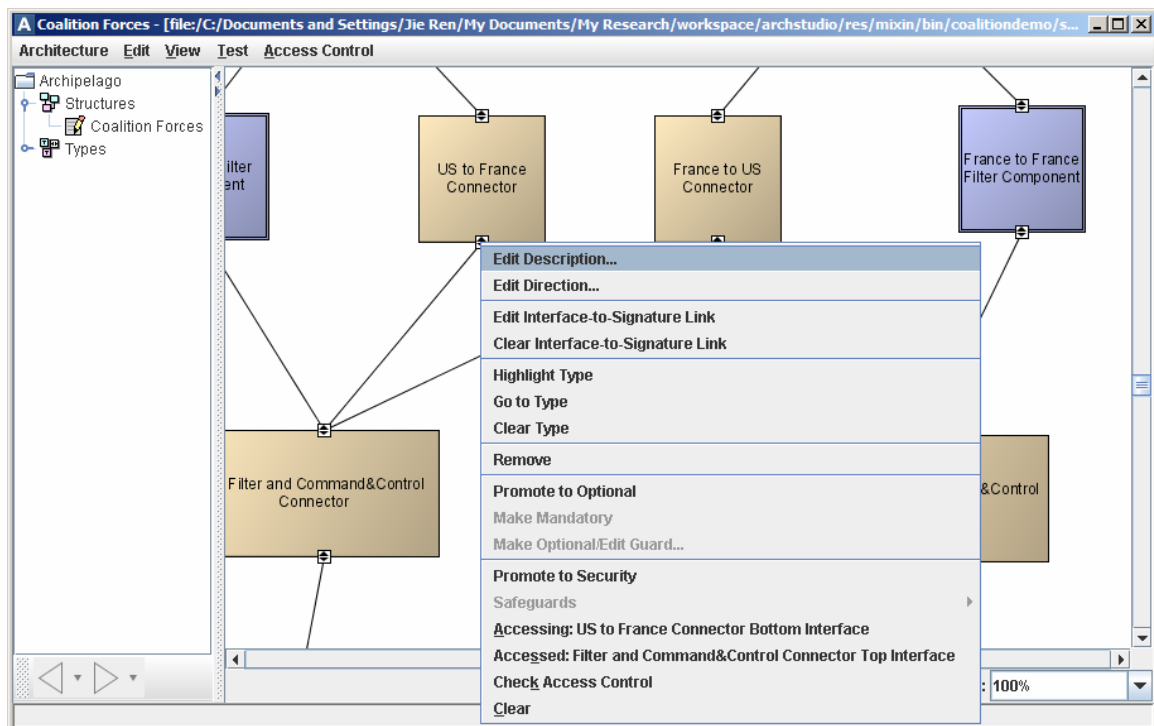 A Coalition Forces - [file:/C:/Documents and Settings/Jie Ren/My Documents/My Research/workspace/archstudio/res/mixin/bin/coalitiondemo/s...
Architecture Edit View Test Access Control
Archipelago
Structures
Coalition Forces
Types
US to France
Connector
France to US
Connector
France to France
Filter Component
Edit Description...
Edit Direction...
Edit Interface-to-Signature Link
Clear Interface-to-Signature Link
Highlight Type
Go to Type
Clear Type
Remove
Promote to Optional
Make Mandatory
Make Optional/Edit Guard...
Promote to Security
Safeguards
Accessing: US to France Connector Bottom Interface
Accessed: Filter and Command&Control Connector Top Interface
Check Access Control
Clear
Filter and Command&Control
Connector
&Control
: 100%